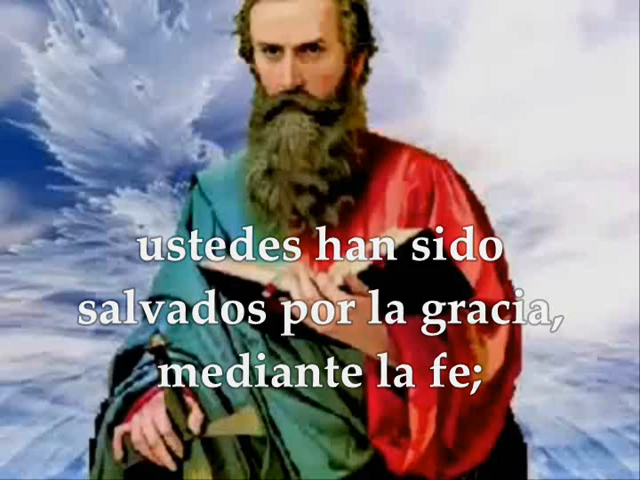 ustedes han sido
salvados por la gracia,
mediante la fe;